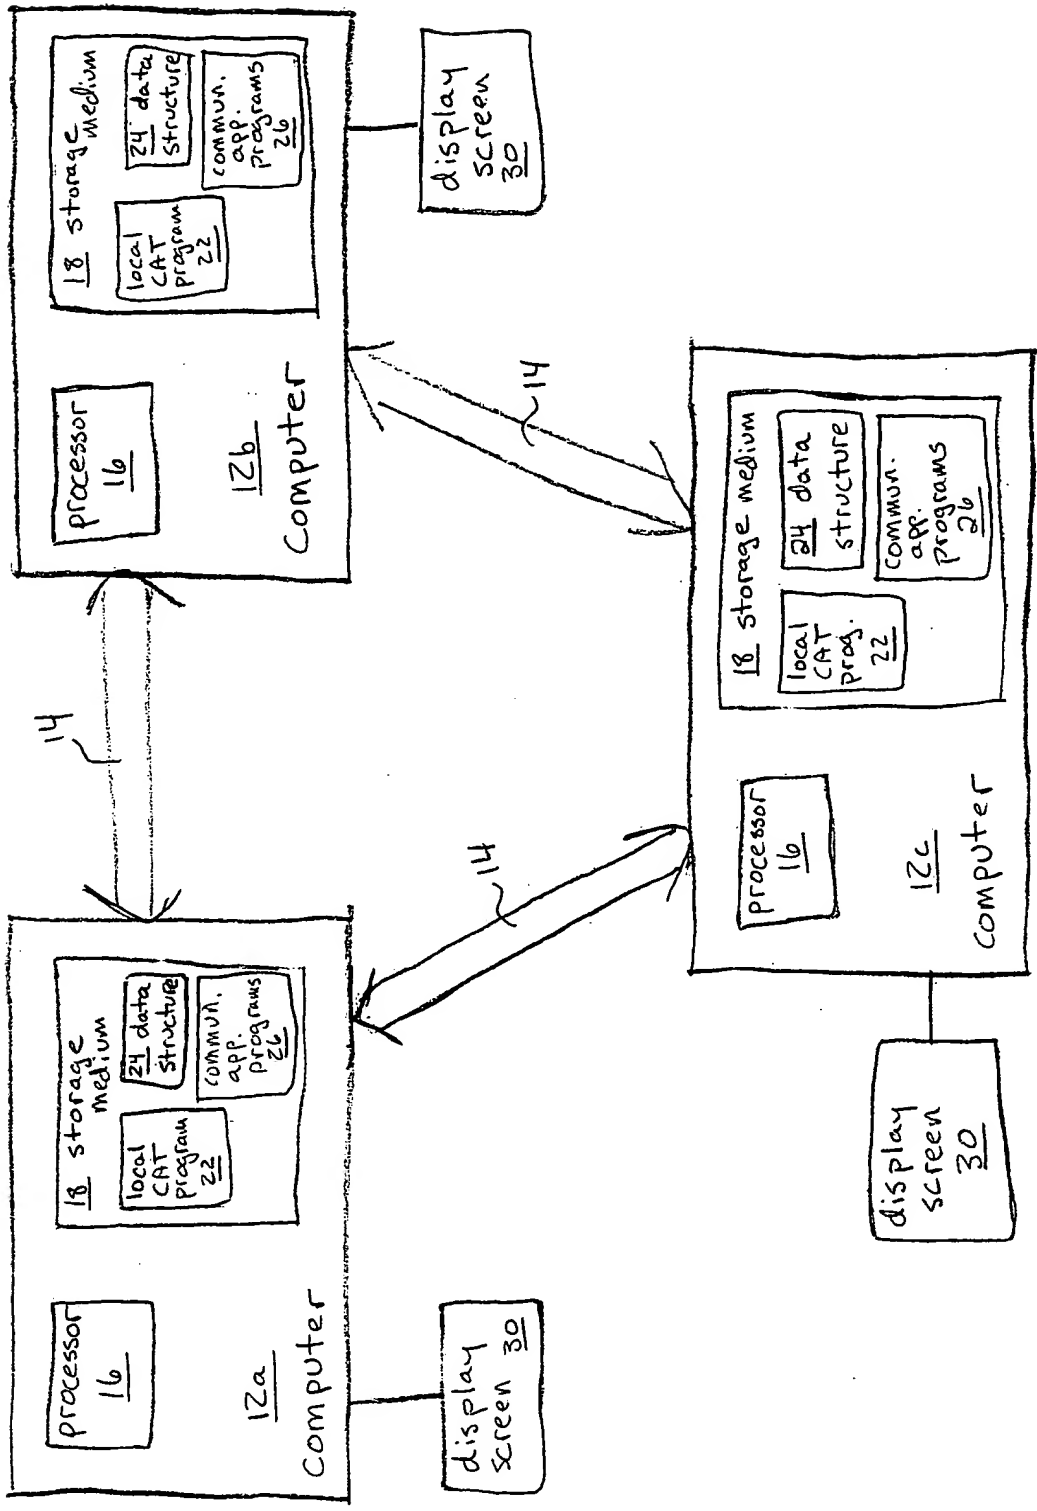 processor
16
12a
computer
18 storage
medium
local
CAT
program
22
24 data
structure
commun.
app.
programs
26
display
screen 30
14
processor
16
12b
computer
18 storage
medium
local
CAT
program
22
24 data
structure
commun.
app.
programs
26
display
screen
30
14
14
processor
16
12c
computer
18 storage medium
local
CAT
prog.
22
24 data
structure
commun.
app.
programs
26
display
screen
30